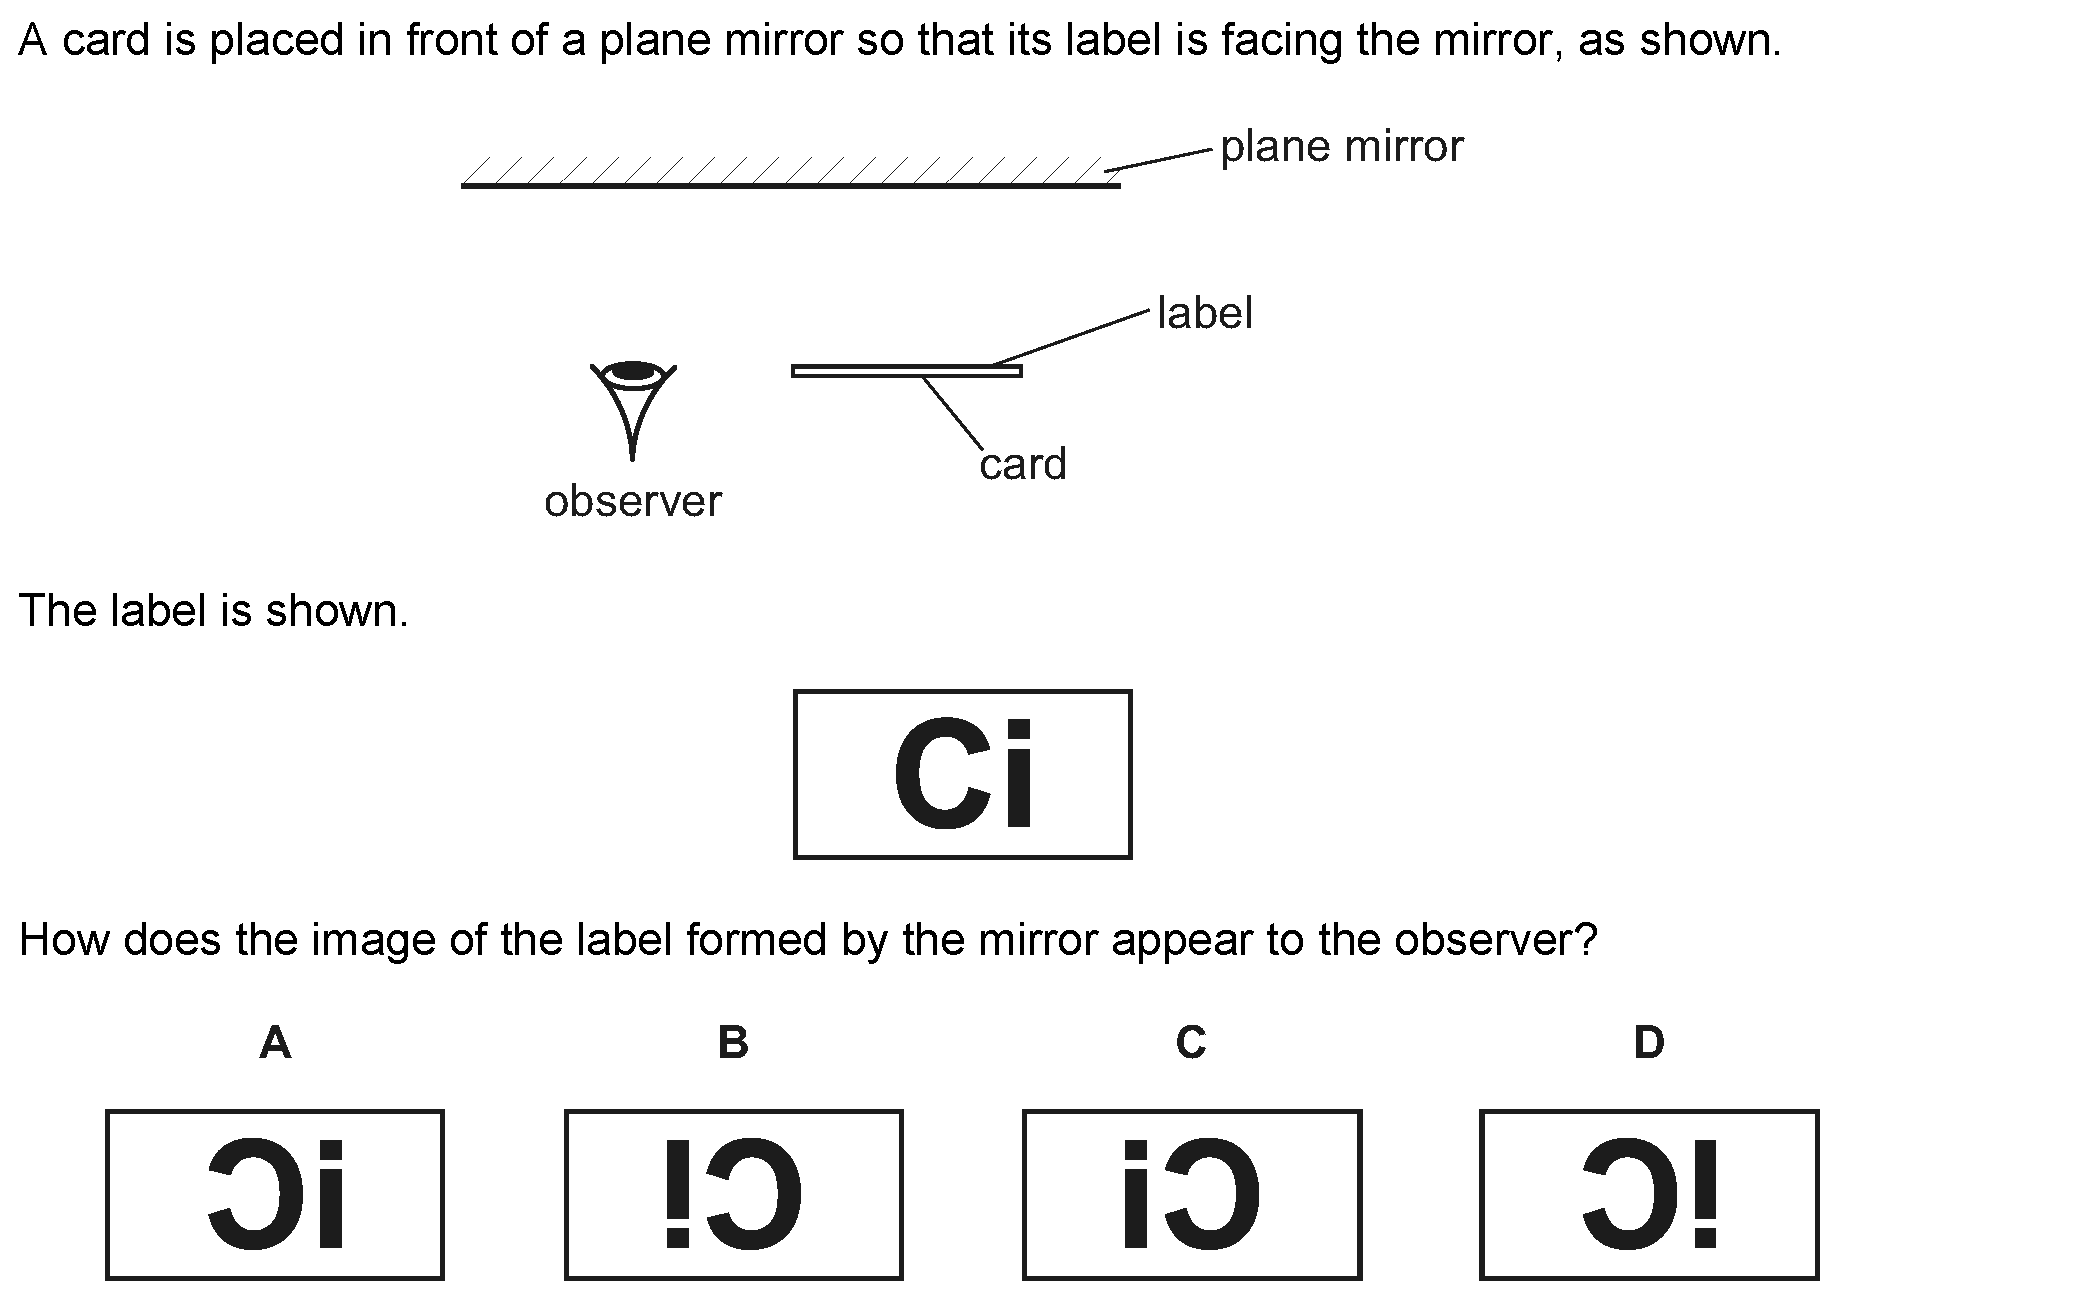 A card is placed in front of a plane mirror so that its label is facing the mirror, as shown.
plane mirror
label
card
observer
The label is shown.
Ci
How does the image of the label formed by the mirror appear to the observer?
A B C D
Ɔi !Ɔ iƆ Ɔ!